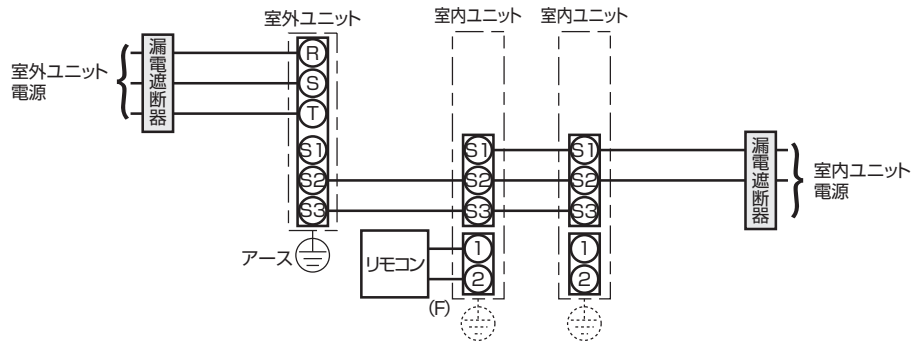 室外ユニット
室内ユニット
室内ユニット
室外ユニット
電源
漏電遮断器
R
S
T
S1
S2
S3
アース
リモコン
(F)
S1
S2
S3
1
2
S1
S2
S3
1
2
漏電遮断器
室内ユニット
電源